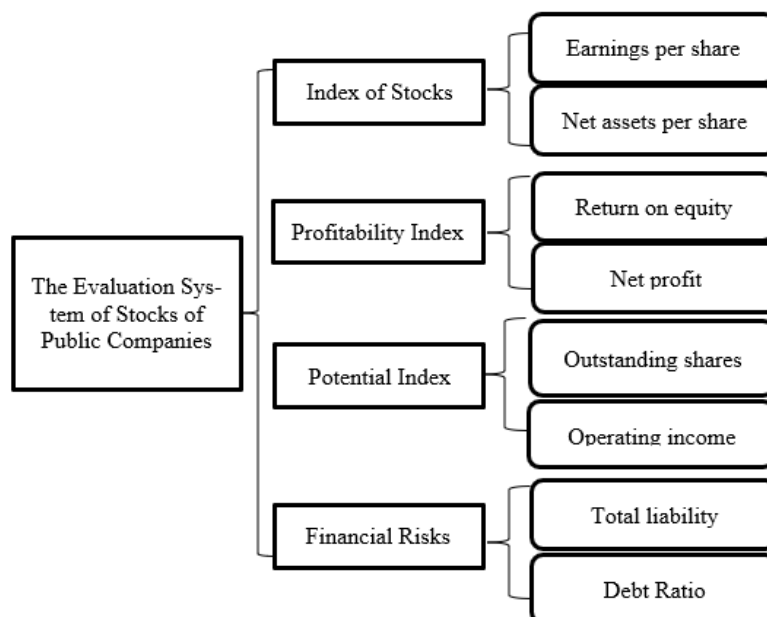 Earnings per share
Index of Stocks
Net assets per share
Return on equity
Profitability Index
Net profit
The Evaluation Sys-
tem of Stocks of
Public Companies
Outstanding shares
Potential Index
Operating income
Total liability
Financial Risks
Debt Ratio